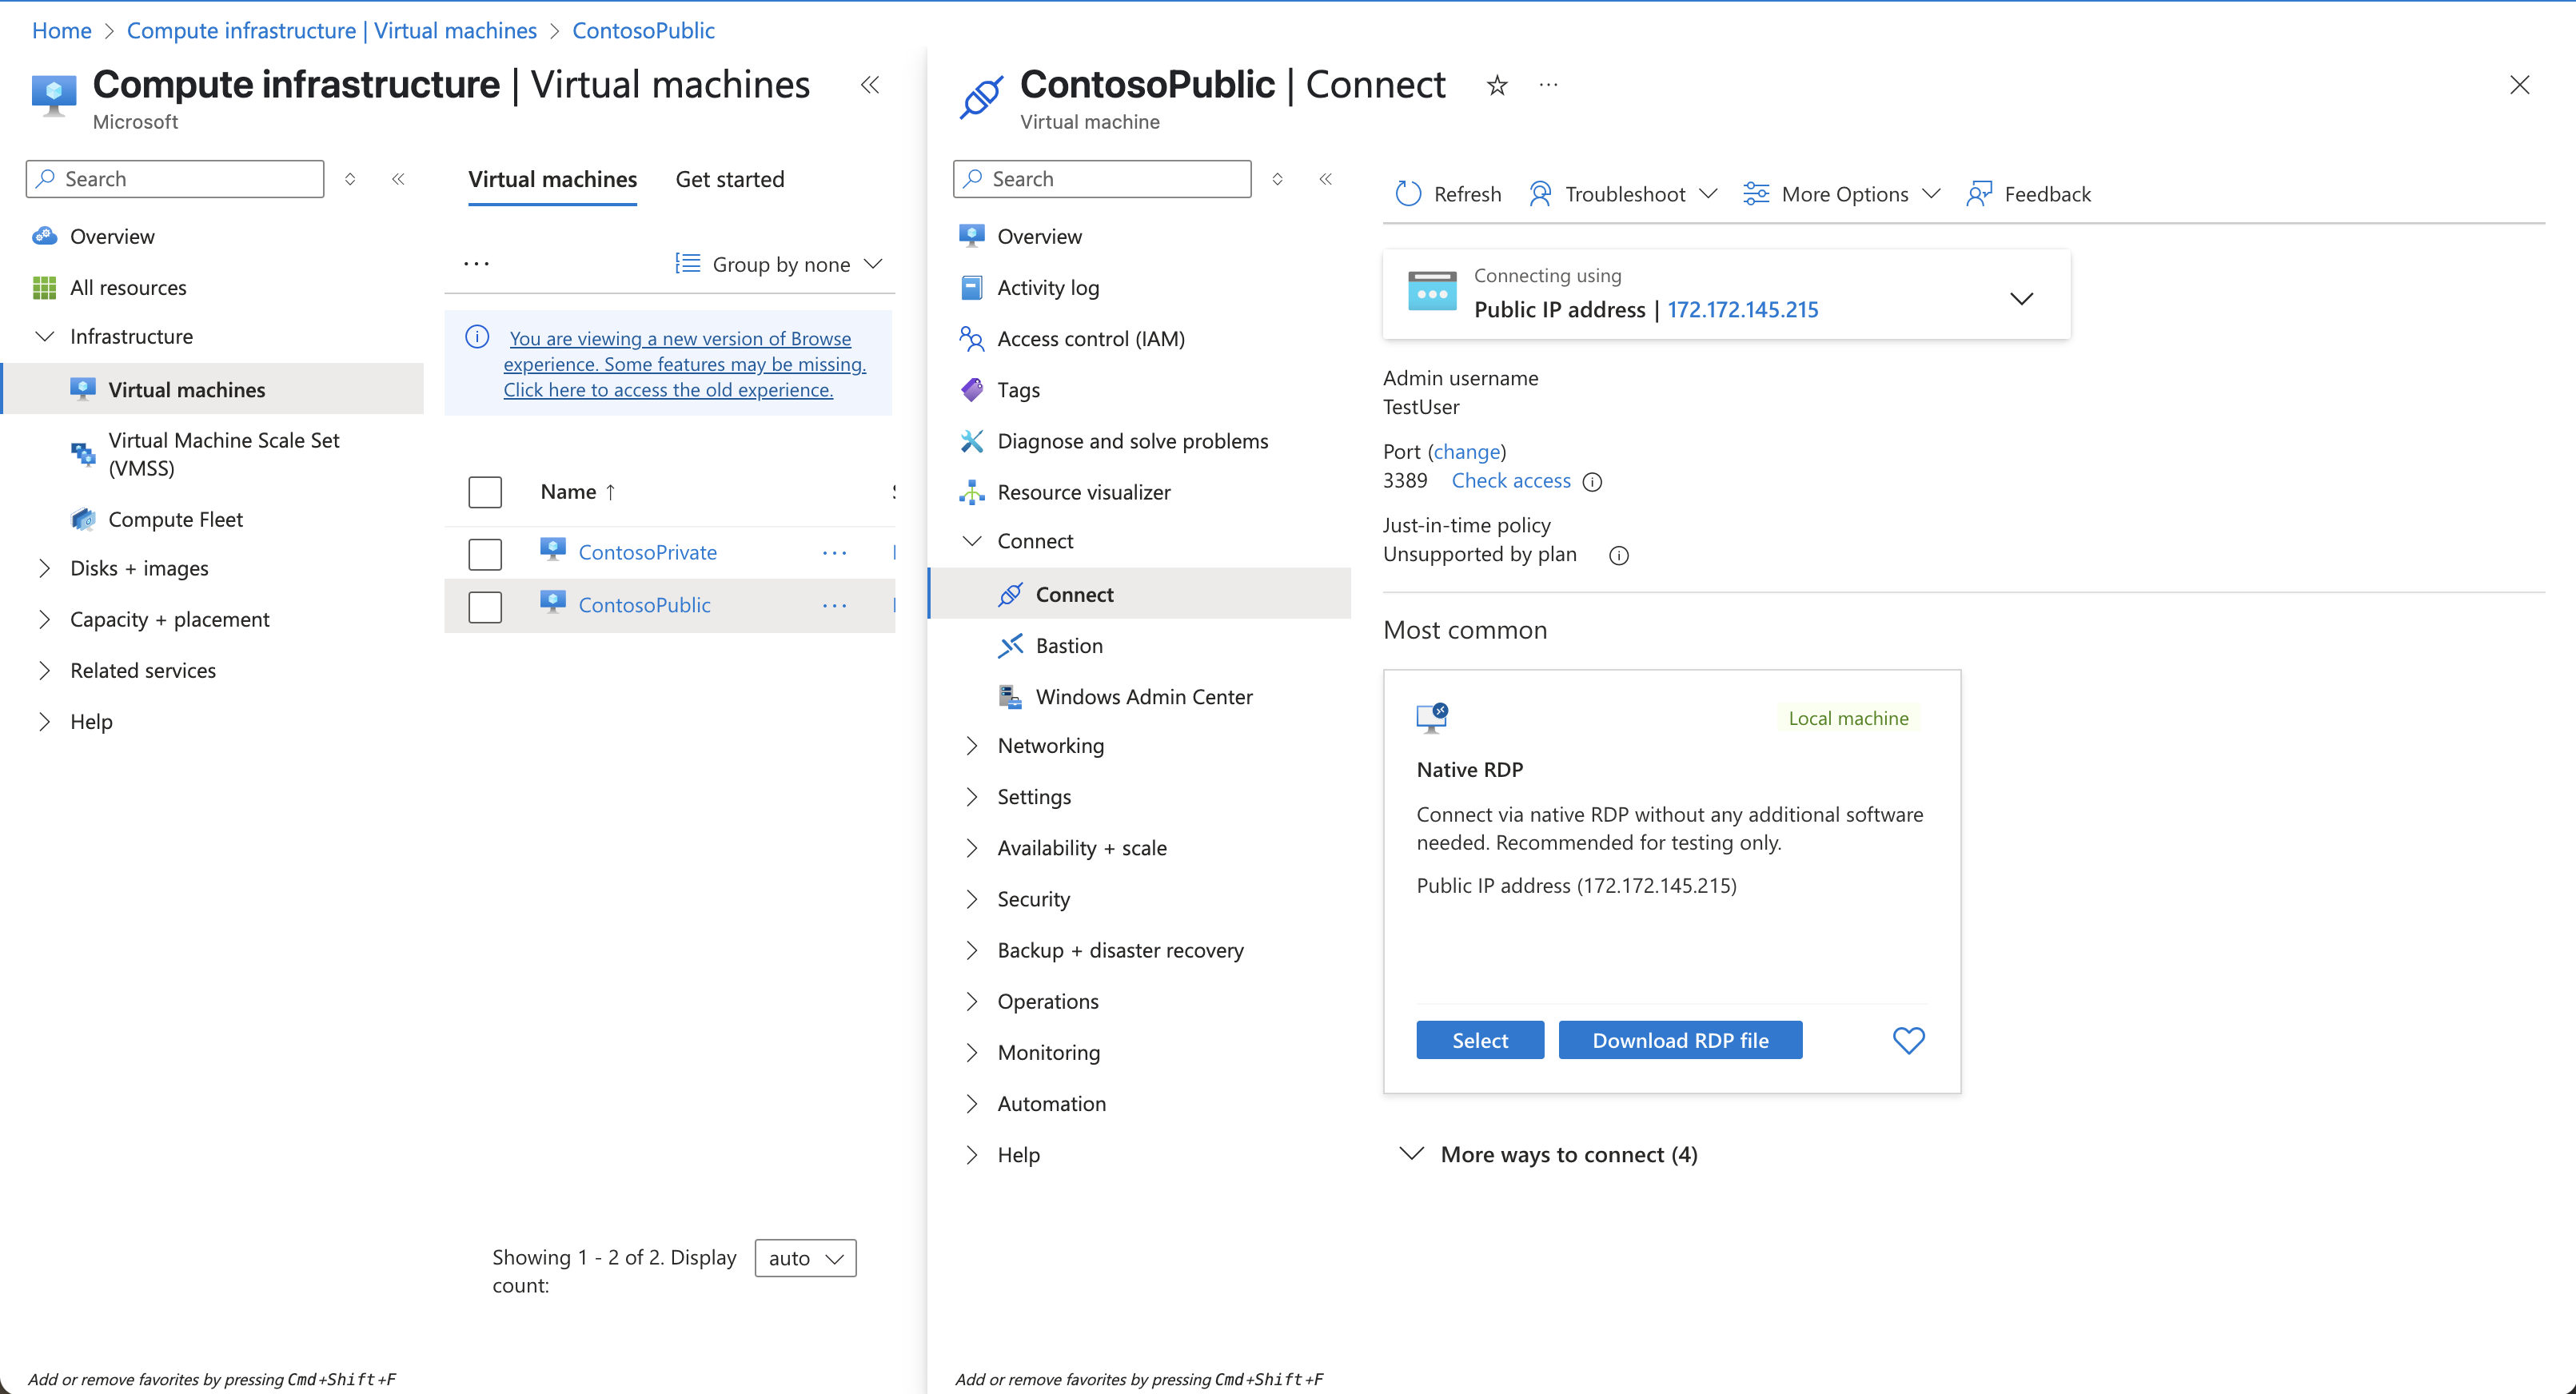 Home > Compute infrastructure | Virtual machines > ContosoPublic
Compute infrastructure | Virtual machines
Microsoft
Search
Overview
All resources
Infrastructure
Virtual machines
Virtual Machine Scale Set
(VMSS)
Compute Fleet
Disks + images
Capacity + placement
Related services
Help
Virtual machines
Get started
Group by none
You are viewing a new version of Browse
experience. Some features may be missing.
Click here to access the old experience.
Name ↑
ContosoPrivate
ContosoPublic
Showing 1 - 2 of 2. Display
count:
auto
Add or remove favorites by pressing Cmd+Shift+F
ContosoPublic | Connect
Virtual machine
Search
Overview
Activity log
Access control (IAM)
Tags
Diagnose and solve problems
Resource visualizer
Connect
Connect
Bastion
Windows Admin Center
Networking
Settings
Availability + scale
Security
Backup + disaster recovery
Operations
Monitoring
Automation
Help
Add or remove favorites by pressing Cmd+Shift+F
Refresh
Troubleshoot
More Options
Feedback
Connecting using
Public IP address | 172.172.145.215
Admin username
TestUser
Port (change)
3389 Check access
Just-in-time policy
Unsupported by plan
Most common
Local machine
Native RDP
Connect via native RDP without any additional software
needed. Recommended for testing only.
Public IP address (172.172.145.215)
Select
Download RDP file
More ways to connect (4)